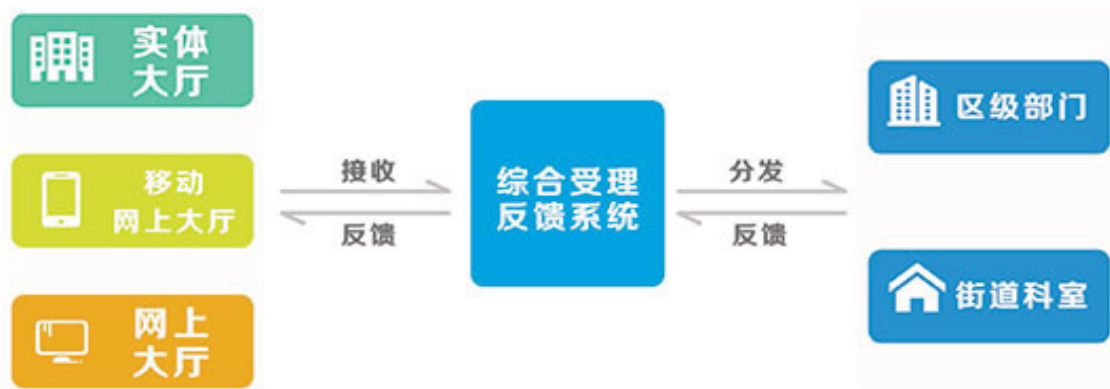 实体
大厅
移动
网上大厅
网上
大厅
接收
反馈
综合受理
反馈系统
分发
反馈
区级部门
街道科室